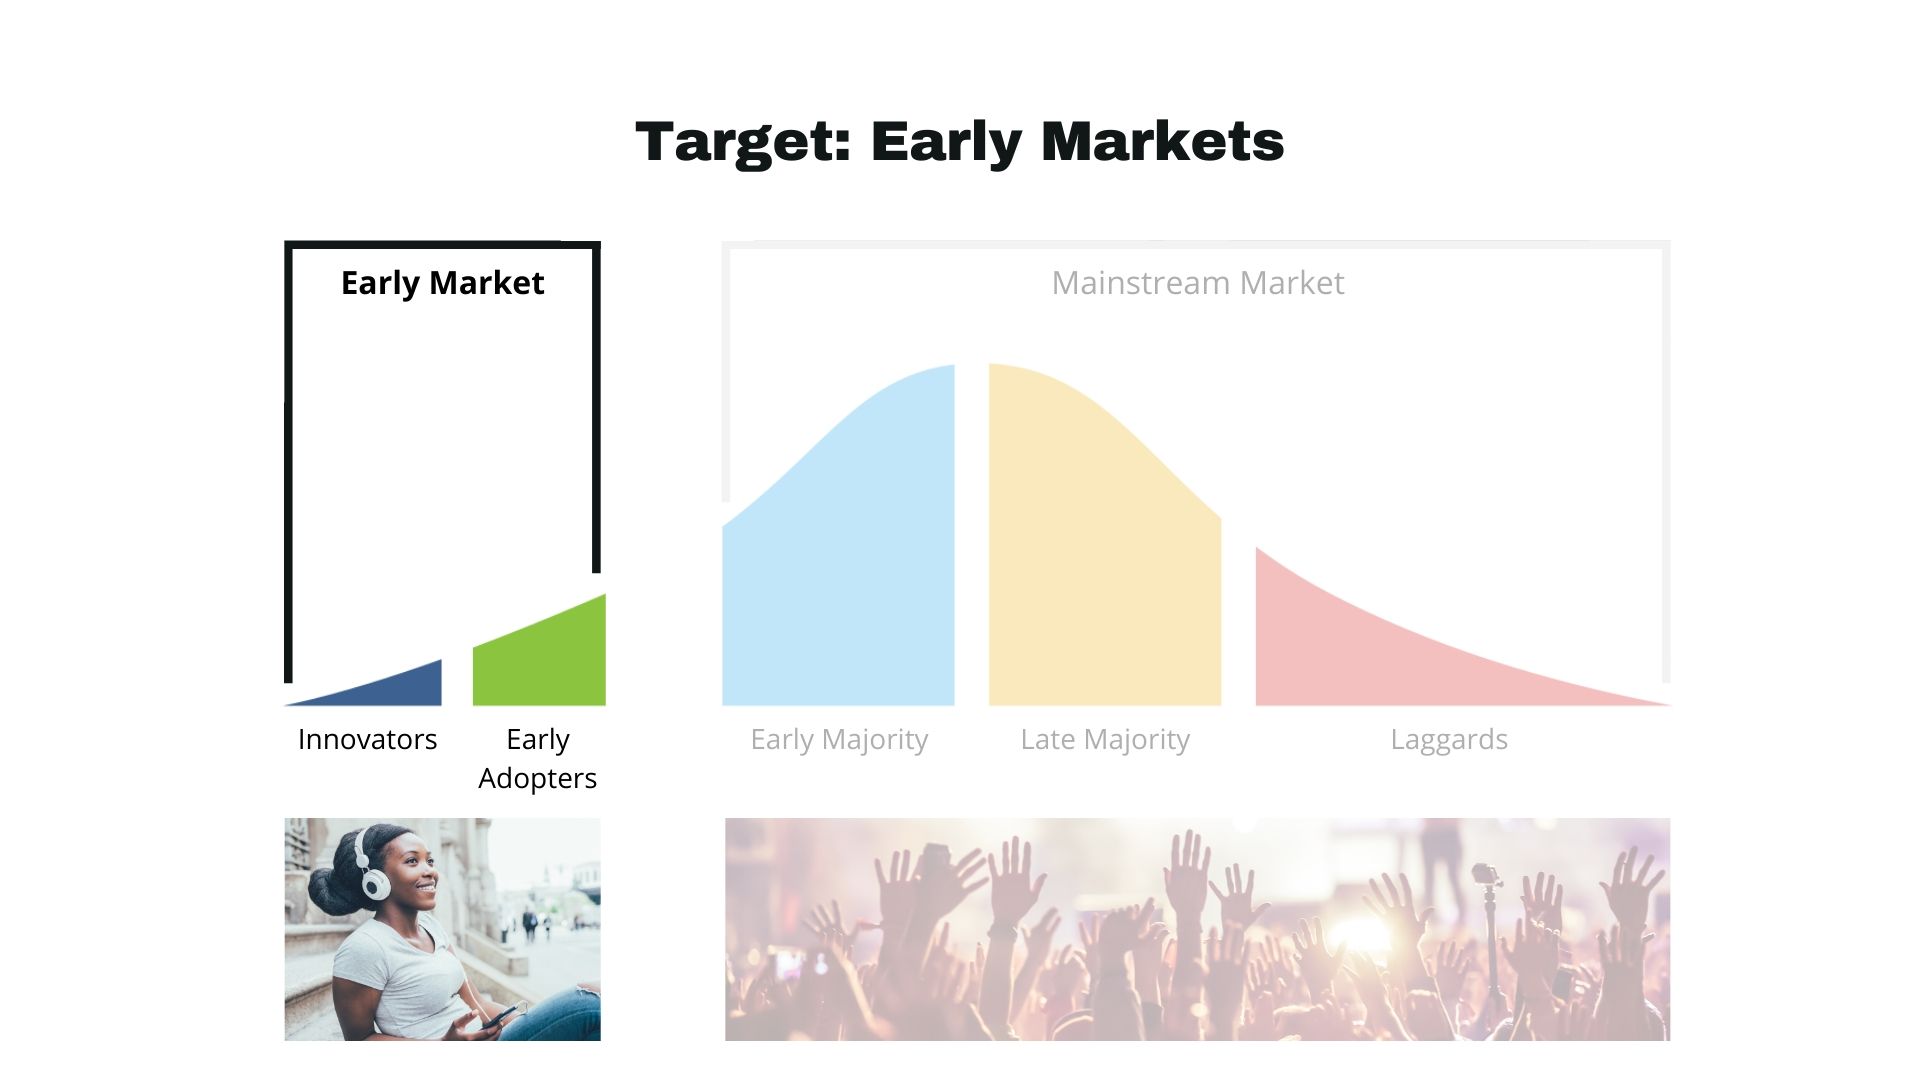 Target: Early Markets
Early Market
Mainstream Market
Innovators
Early
Adopters
Early Majority
Late Majority
Laggards